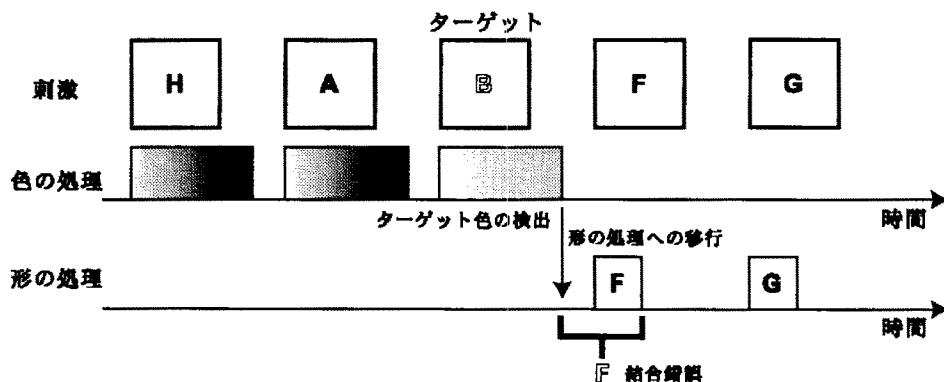 ターゲット
刺激 H A B F G
色の処理
時間
ターゲット色の検出
形の処理への移行
形の処理 F G
時間
F 結合錯誤